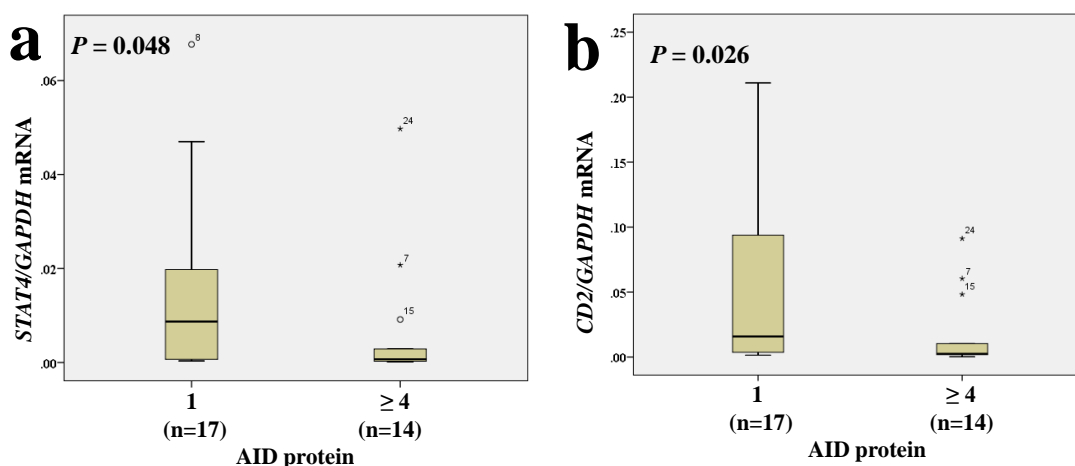 a
P = 0.048
.06
.04
.02
.00
STAT4/GAPDH mRNA
8
24
7
15
1
≥ 4
(n=17)
(n=14)
AID protein
b
P = 0.026
.25
.20
.15
.10
.05
.00
CD2/GAPDH mRNA
24
7
15
1
≥ 4
(n=17)
(n=14)
AID protein